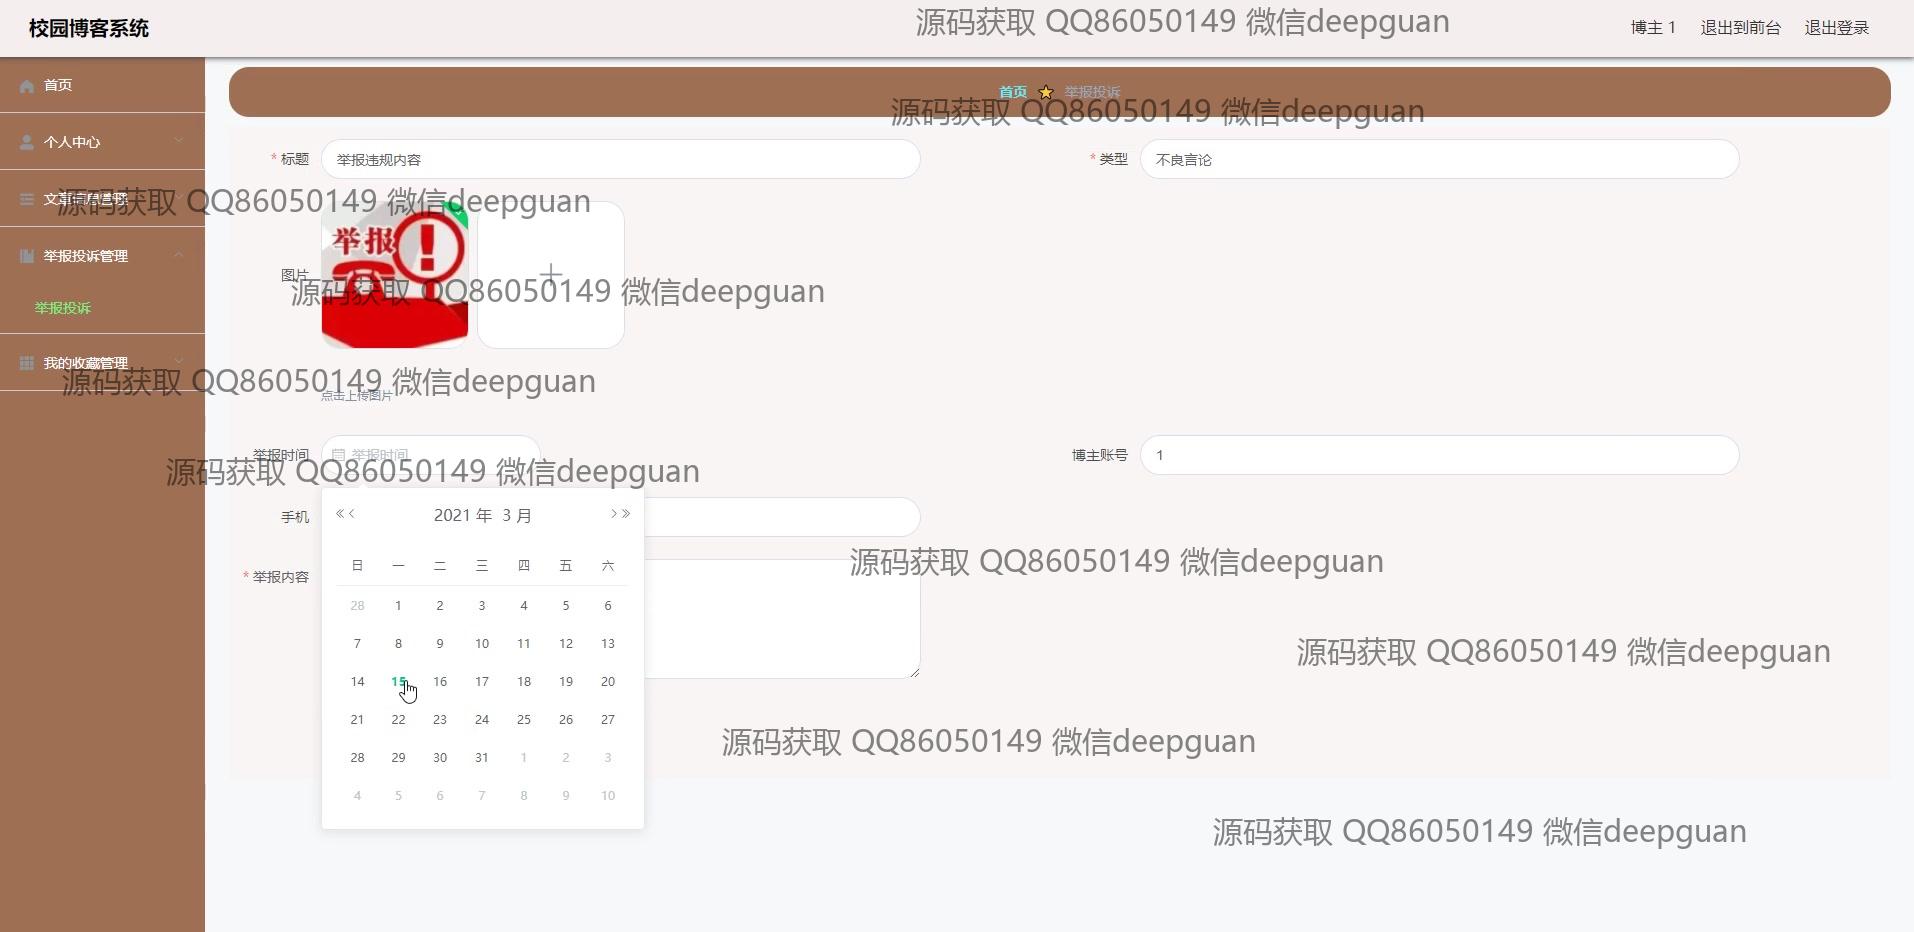 校园博客系统
源码获取 QQ86050149 微信deepguan
博主 1
退出到前台
退出登录
首页
个人中心
文章信息管理
举报投诉管理
举报投诉
我的收藏管理
首页
举报投诉
源码获取 QQ86050149 微信deepguan
* 标题
举报违规内容
* 类型
不良言论
源码获取 QQ86050149 微信deepguan
图片
举报
源码获取 QQ86050149 微信deepguan
源码获取 QQ86050149 微信deepguan
点击上传图片
举报时间
举报时间
博主账号
1
源码获取 QQ86050149 微信deepguan
手机
* 举报内容
2021 年 3 月
日 一 二 三 四 五 六
28 1 2 3 4 5 6
7 8 9 10 11 12 13
14 15 16 17 18 19 20
21 22 23 24 25 26 27
28 29 30 31 1 2 3
4 5 6 7 8 9 10
源码获取 QQ86050149 微信deepguan
源码获取 QQ86050149 微信deepguan
源码获取 QQ86050149 微信deepguan
源码获取 QQ86050149 微信deepguan